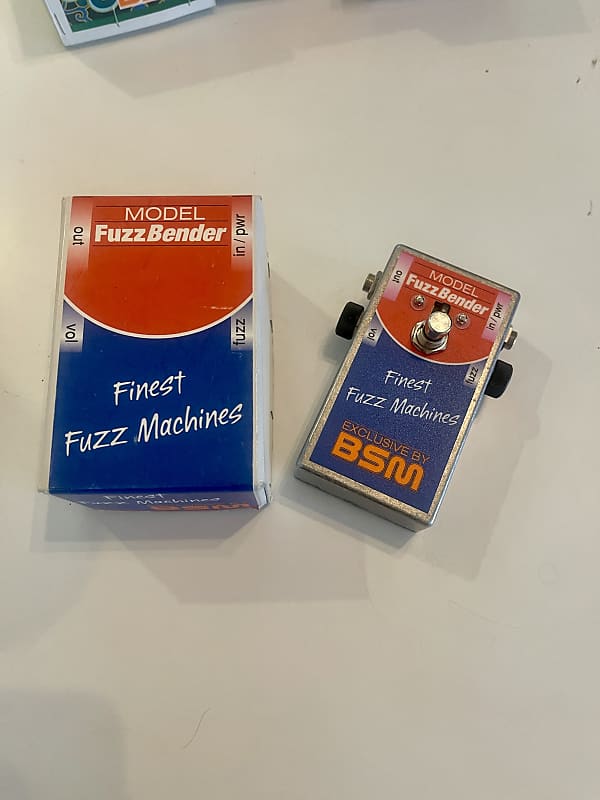 MODEL
FuzzBender
out
in / pwr
vol
fuzz
Finest
Fuzz Machines
Finest
Fuzz Machines
BSM
MODEL
FuzzBender
out
in / pwr
vol
fuzz
Finest
Fuzz Machines
EXCLUSIVE BY
BSM